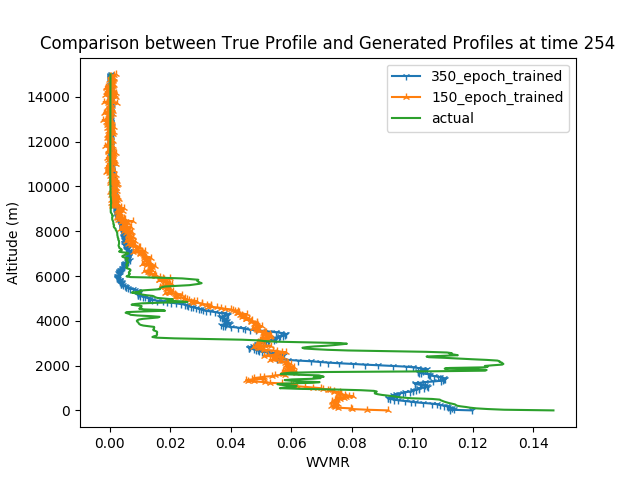 Comparison between True Profile and Generated Profiles at time 254
350_epoch_trained
150_epoch_trained
actual
Altitude (m)
14000
12000
10000
8000
6000
4000
2000
0
0.00 0.02 0.04 0.06 0.08 0.10 0.12 0.14
WVMR